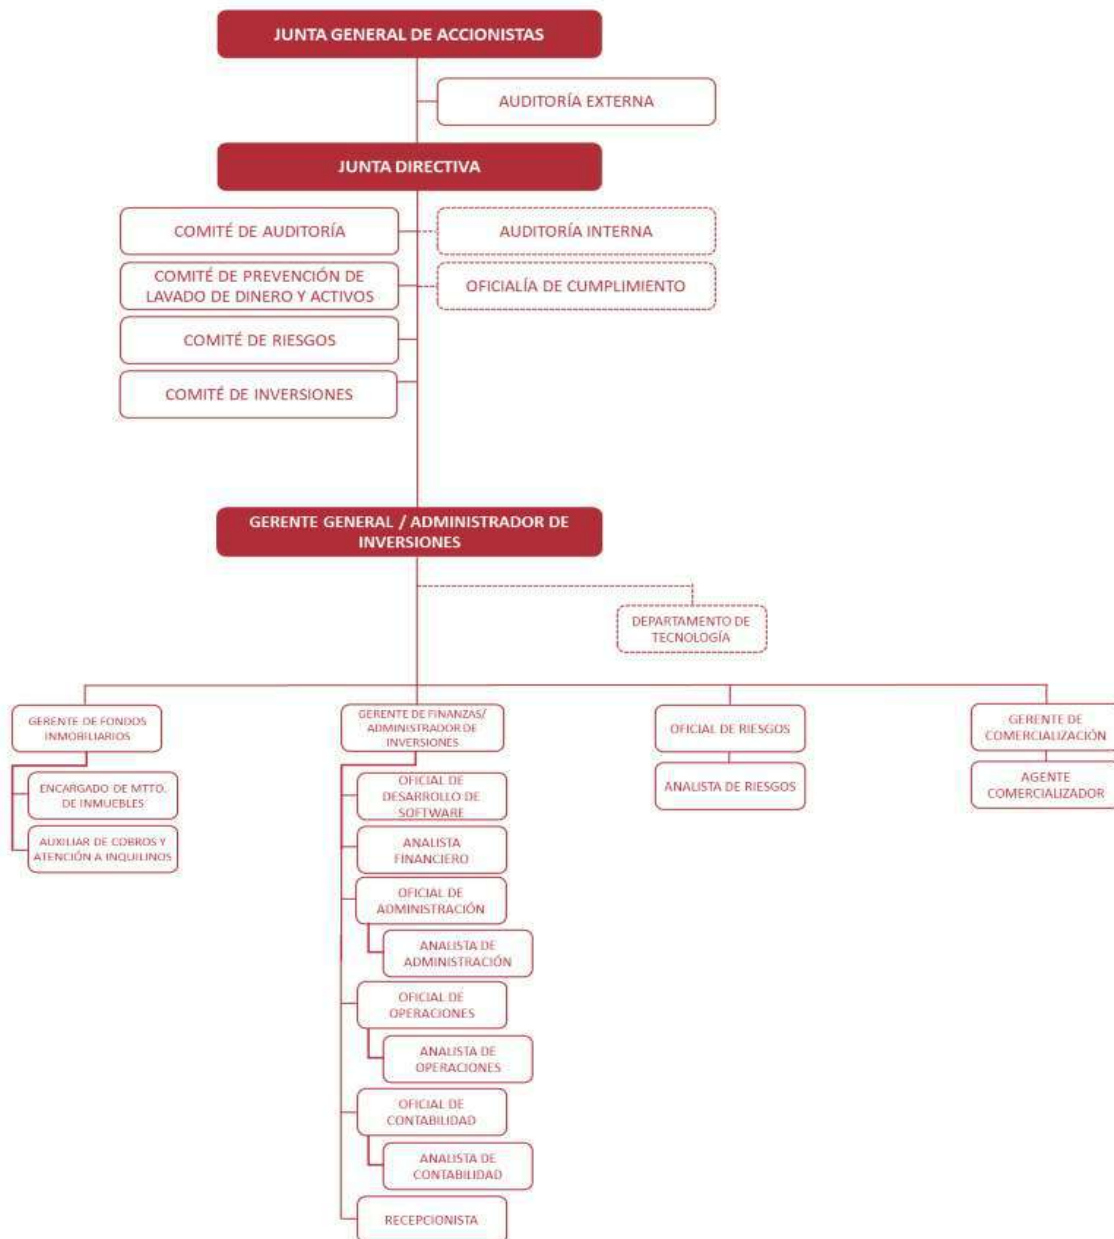 JUNTA GENERAL DE ACCIONISTAS
AUDITORÍA EXTERNA
JUNTA DIRECTIVA
COMITÉ DE AUDITORÍA
AUDITORÍA INTERNA
COMITÉ DE PREVENCIÓN DE
LAVADO DE DINERO Y ACTIVOS
OFICIALÍA DE CUMPLIMIENTO
COMITÉ DE RIESGOS
COMITÉ DE INVERSIONES
GERENTE GENERAL / ADMINISTRADOR DE
INVERSIONES
DEPARTAMENTO DE
TECNOLOGÍA
GERENTE DE FONDOS
INMOBILIARIOS
ENCARGADO DE MTTO.
DE INMUEBLES
AUXILIAR DE COBROS Y
ATENCIÓN A INQUILINOS
GERENTE DE FINANZAS/
ADMINISTRADOR DE
INVERSIONES
OFICIAL DE
DESARROLLO DE
SOFTWARE
ANALISTA
FINANCIERO
OFICIAL DE
ADMINISTRACIÓN
ANALISTA DE
ADMINISTRACIÓN
OFICIAL DE
OPERACIONES
ANALISTA DE
OPERACIONES
OFICIAL DE
CONTABILIDAD
ANALISTA DE
CONTABILIDAD
RECEPCIONISTA
OFICIAL DE RIESGOS
ANALISTA DE RIESGOS
GERENTE DE
COMERCIALIZACIÓN
AGENTE
COMERCIALIZADOR